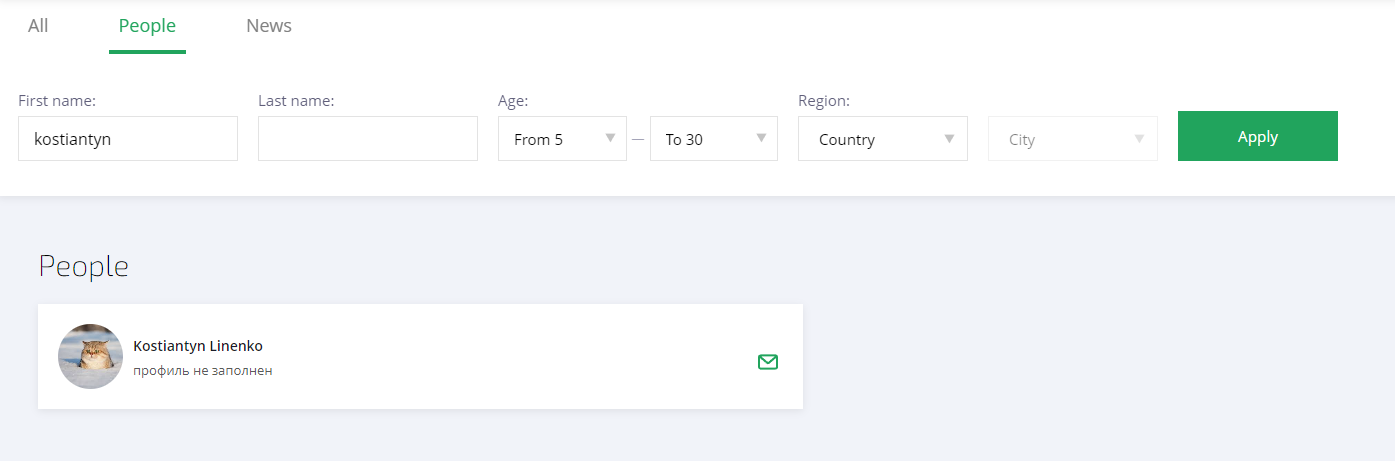 All People News
First name: Last name: Age: Region:
kostiantyn From 5 — To 30 Country City Apply
People
Kostiantyn Linenko
профиль не заполнен